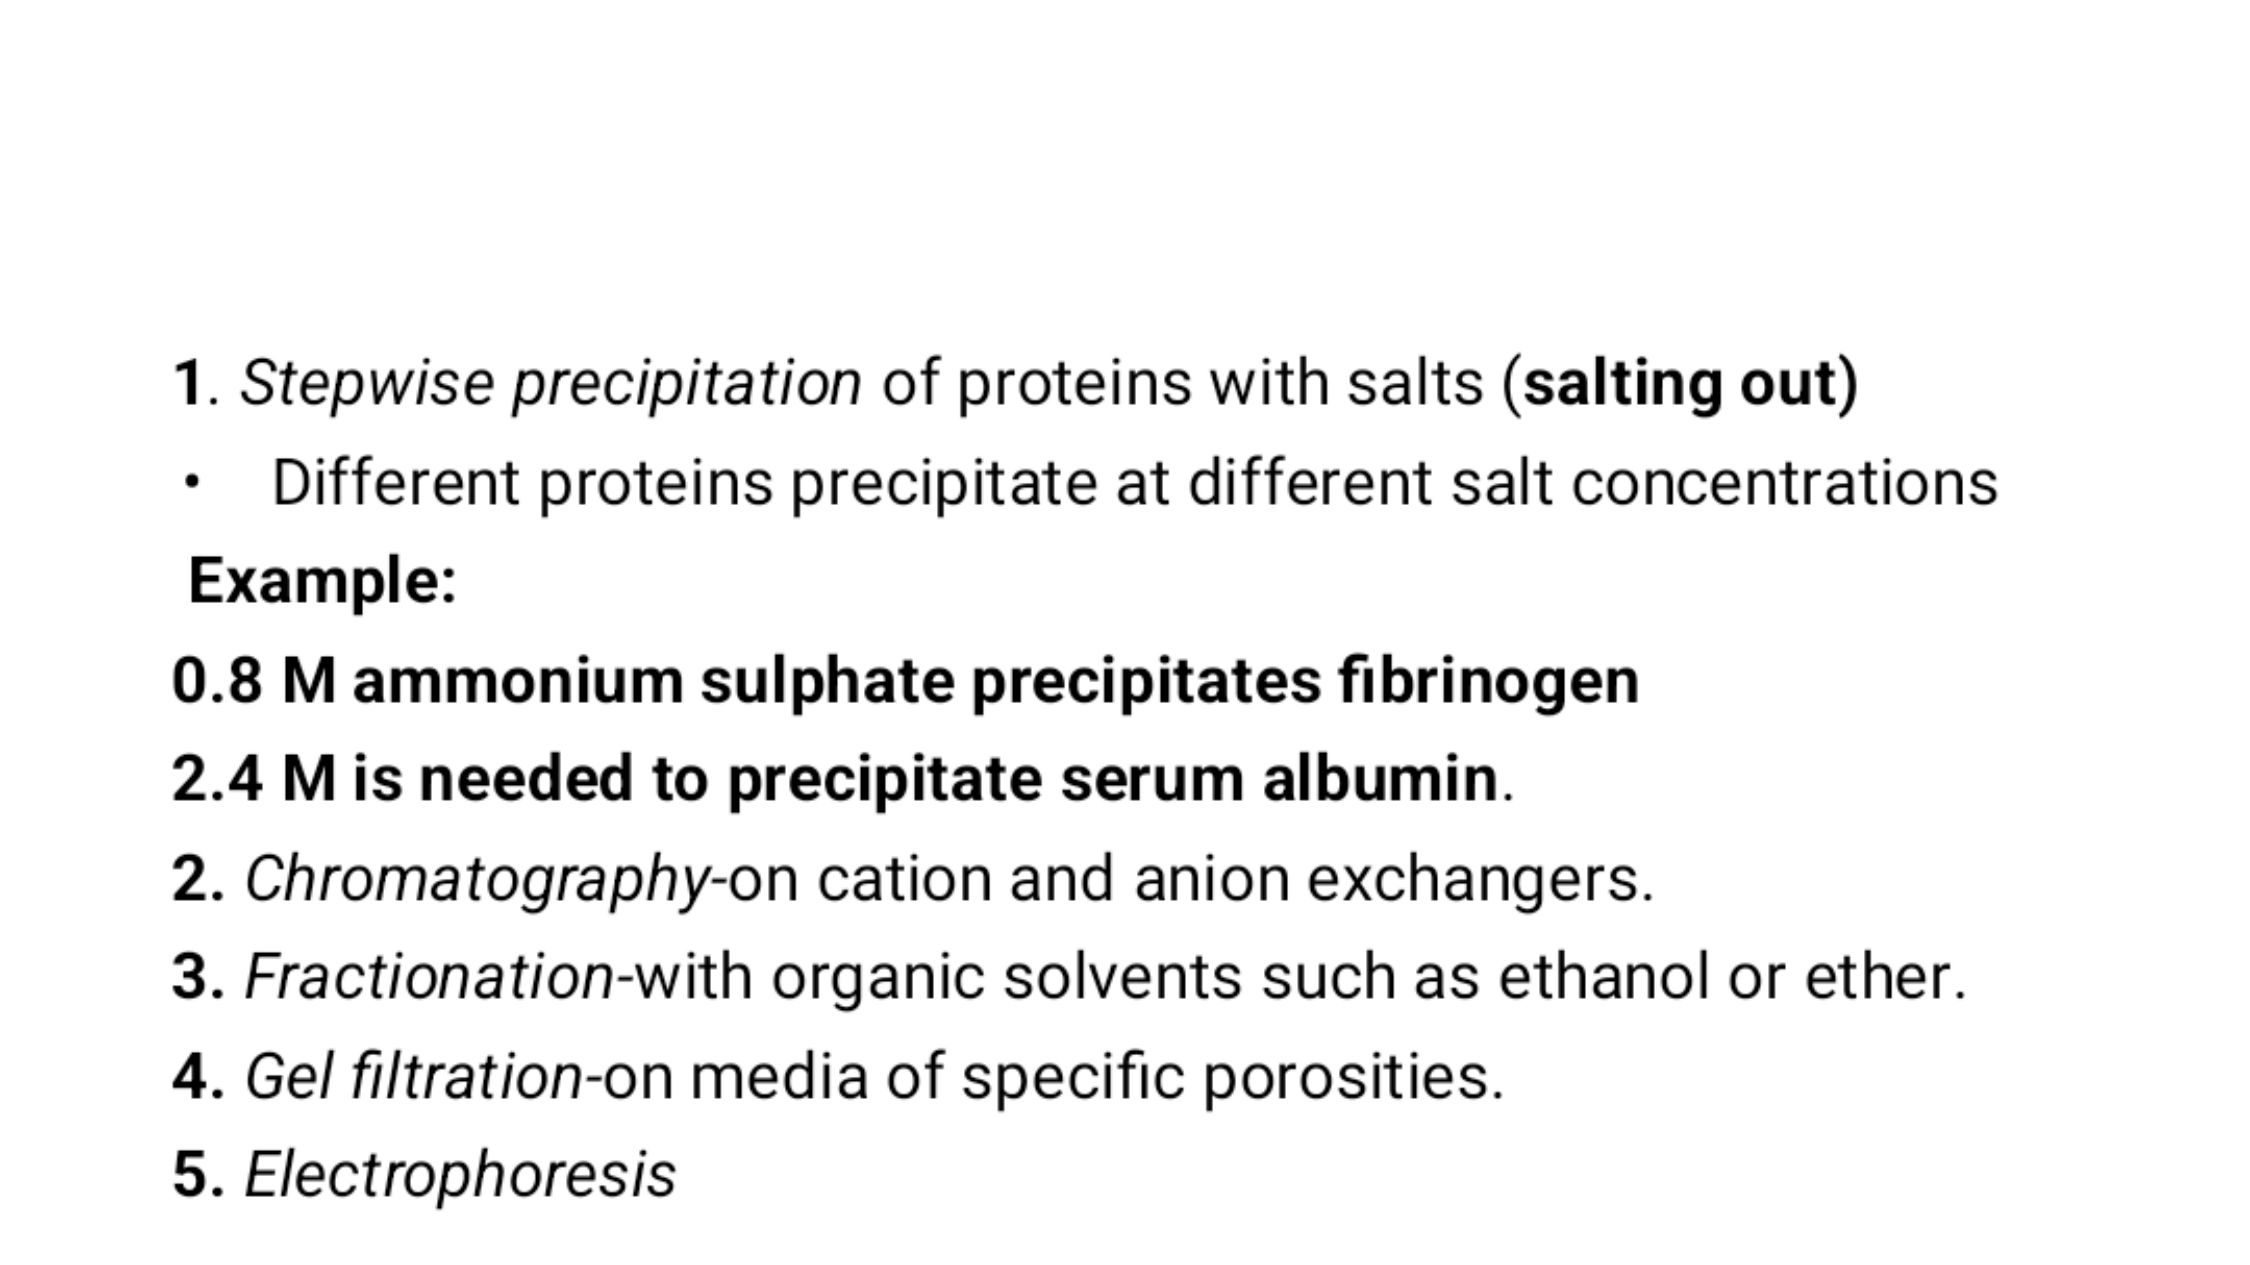 1. Stepwise precipitation of proteins with salts (salting out)
• Different proteins precipitate at different salt concentrations
Example:
0.8 M ammonium sulphate precipitates fibrinogen
2.4 M is needed to precipitate serum albumin.
2. Chromatography-on cation and anion exchangers.
3. Fractionation-with organic solvents such as ethanol or ether.
4. Gel filtration-on media of specific porosities.
5. Electrophoresis